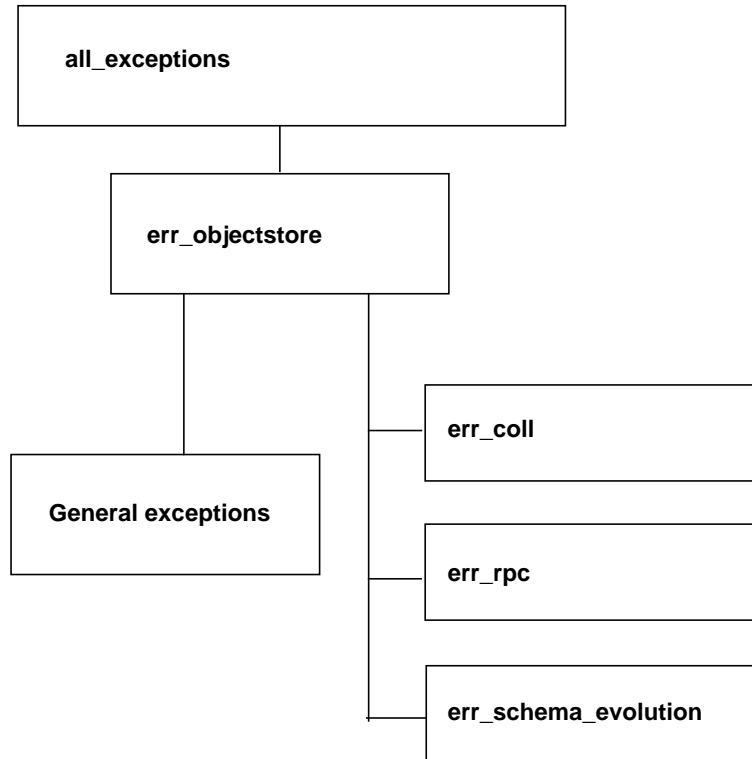 all_exceptions
err_objectstore
err_coll
General exceptions
err_rpc
err_schema_evolution